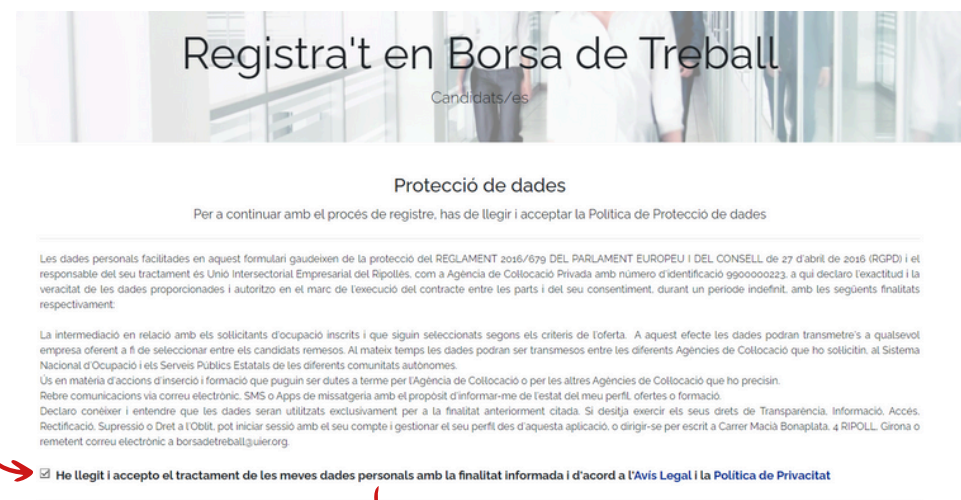 Registra't en Borsa de Treball
Candidats/es
Protecció de dades
Per a continuar amb el procés de registre, has de llegir i acceptar la Política de Protecció de dades
Les dades personals facilitades en aquest formulari gaudeixen de la protecció del REGLAMENT 2016/679 DEL PARLAMENT EUROPEU I DEL CONSELL de 27 d'abril de 2016 (RGPD) i el
responsable del seu tractament és Unió Intersectorial Empresarial del Ripollès, com a Agència de Col·locació Privada amb número d'identificació 9900000223, a qui declaro l'exactitud i la
veracitat de les dades proporcionades i autoritzo en el marc de l'execució del contracte entre les parts i del seu consentiment, durant un periode indefinit, amb les següents finalitats
respectivament:
La intermediació en relació amb els sol·licitants d'ocupació inscrits i que siguin seleccionats segons els criteris de l'oferta. A aquest efecte les dades podran transmetre's a qualsevol
empresa oferent a fi de seleccionar entre els candidats remesos. Al mateix temps les dades podran ser transmesos entre les diferents Agències de Col·locació que ho sol·licitin, al Sistema
Nacional d'Ocupació i els Serveis Públics Estatals de les diferents comunitats autònomes.
Ús en matèria d'accions d'inserció i formació que puguin ser dutes a terme per l'Agència de Col·locació o per les altres Agències de Col·locació que ho precisin.
Rebre comunicacions via correu electrònic, SMS o Apps de missatgeria amb el propòsit d'informar-me de l'estat del meu perfil, ofertes o formació.
Declaro conèixer i entendre que les dades seran utilitzats exclusivament per a la finalitat anteriorment citada. Si desitja exercir els seus drets de Transparència, Informació, Accés,
Rectificació, Supressió o Dret a l'Oblit, pot iniciar sessió amb el seu compte i gestionar el seu perfil des d'aquesta aplicació, o dirigir-se per escrit a Carrer Macià Bonaplata, 4 RIPOLL, Girona o
remetent correu electrònic a borsadetreball@uier.org.
He llegit i accepto el tractament de les meves dades personals amb la finalitat informada i d'acord a l'Avís Legal i la Política de Privacitat